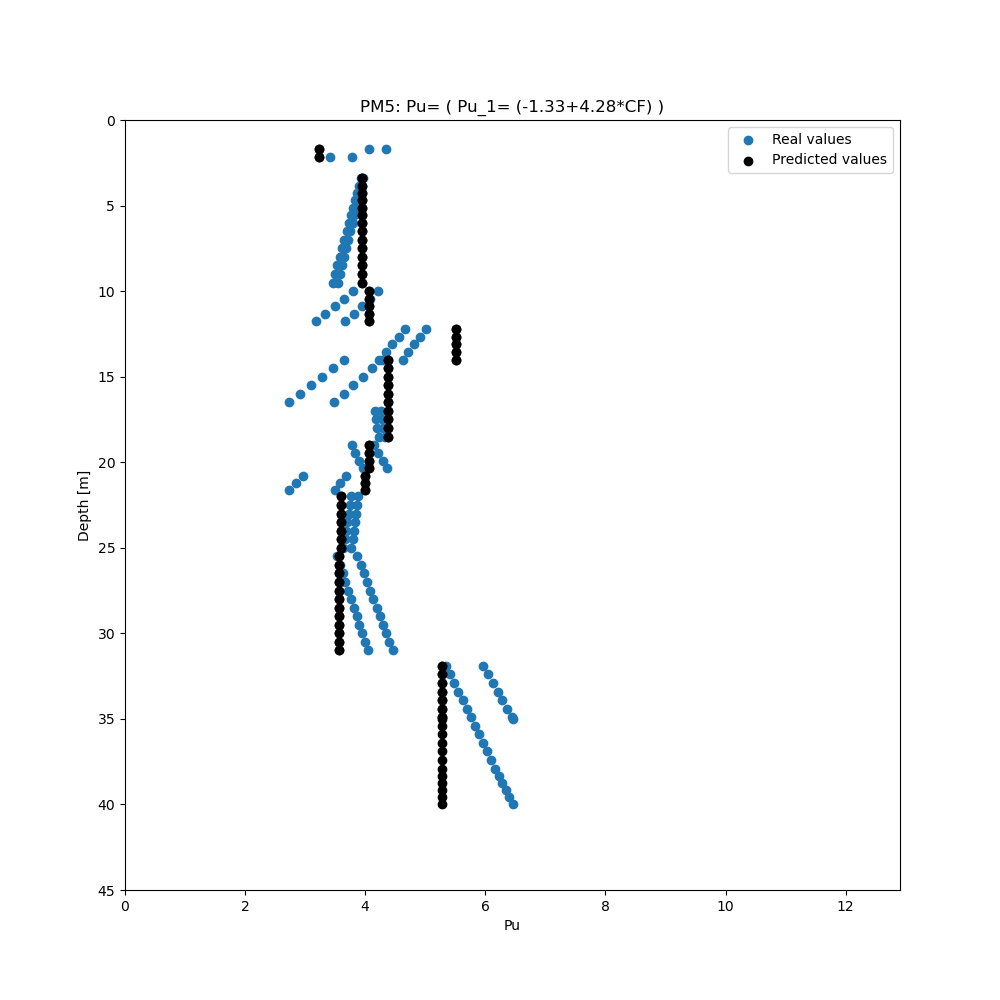 PM5: Pu= ( Pu_1= (-1.33+4.28*CF) )
Real values
Predicted values
0
5
10
15
20
25
30
35
40
45
Depth [m]
0 2 4 6 8 10 12
Pu